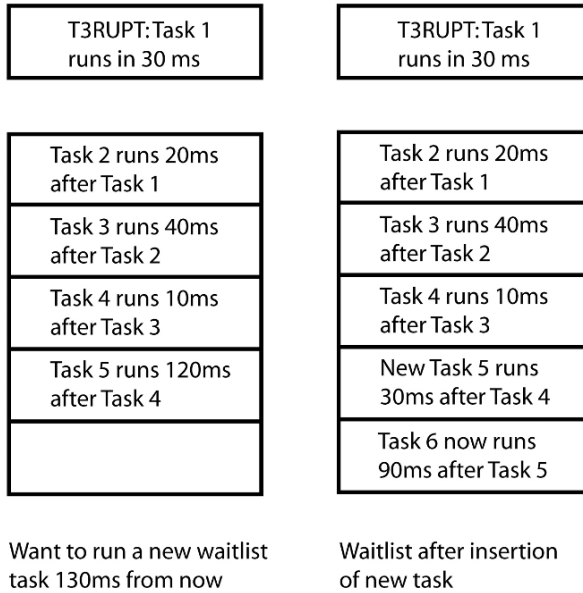 T3RUPT: Task 1
runs in 30 ms
Task 2 runs 20ms
after Task 1
Task 3 runs 40ms
after Task 2
Task 4 runs 10ms
after Task 3
Task 5 runs 120ms
after Task 4
Want to run a new waitlist
task 130ms from now
T3RUPT: Task 1
runs in 30 ms
Task 2 runs 20ms
after Task 1
Task 3 runs 40ms
after Task 2
Task 4 runs 10ms
after Task 3
New Task 5 runs
30ms after Task 4
Task 6 now runs
90ms after Task 5
Waitlist after insertion
of new task